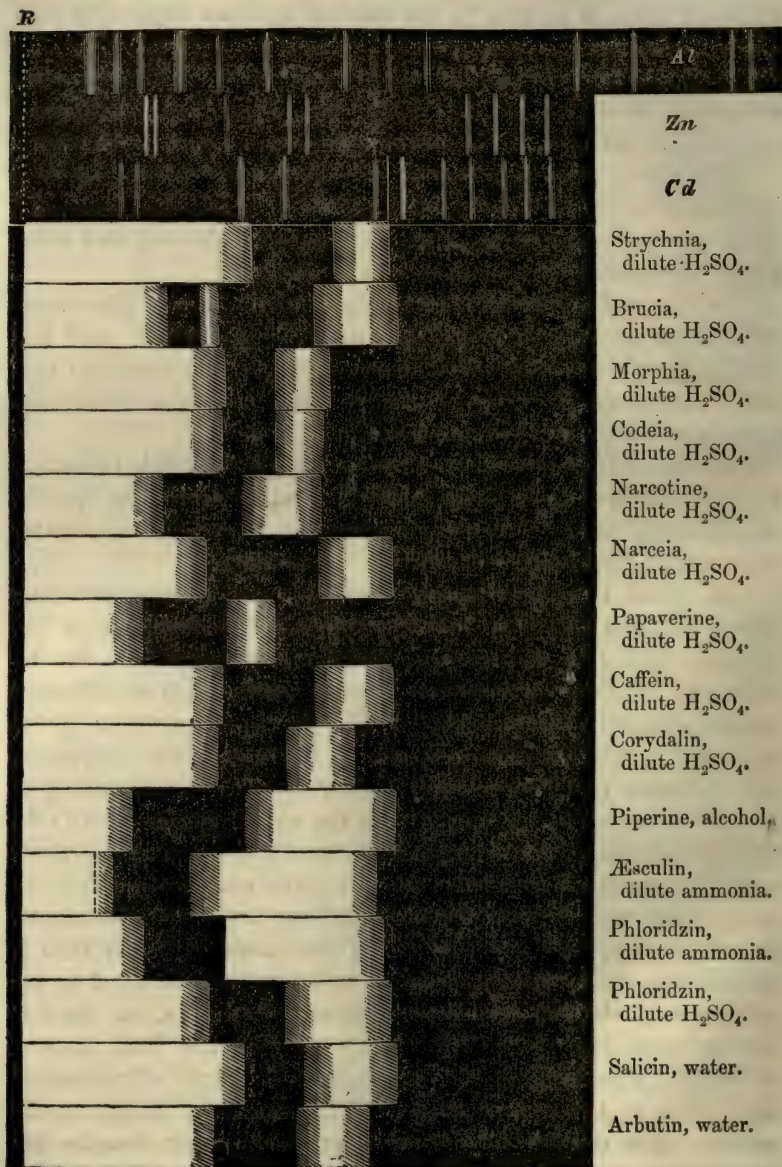 R
Al
Zn
Cd
Strychnia,
dilute H₂SO₄.
Brucia,
dilute H₂SO₄.
Morphia,
dilute H₂SO₄.
Codeia,
dilute H₂SO₄.
Narcotine,
dilute H₂SO₄.
Narceia,
dilute H₂SO₄.
Papaverine,
dilute H₂SO₄.
Caffein,
dilute H₂SO₄.
Corydalin,
dilute H₂SO₄.
Piperine, alcohol,
Æsculin,
dilute ammonia.
Phloridzin,
dilute ammonia.
Phloridzin,
dilute H₂SO₄.
Salicin, water.
Arbutin, water.